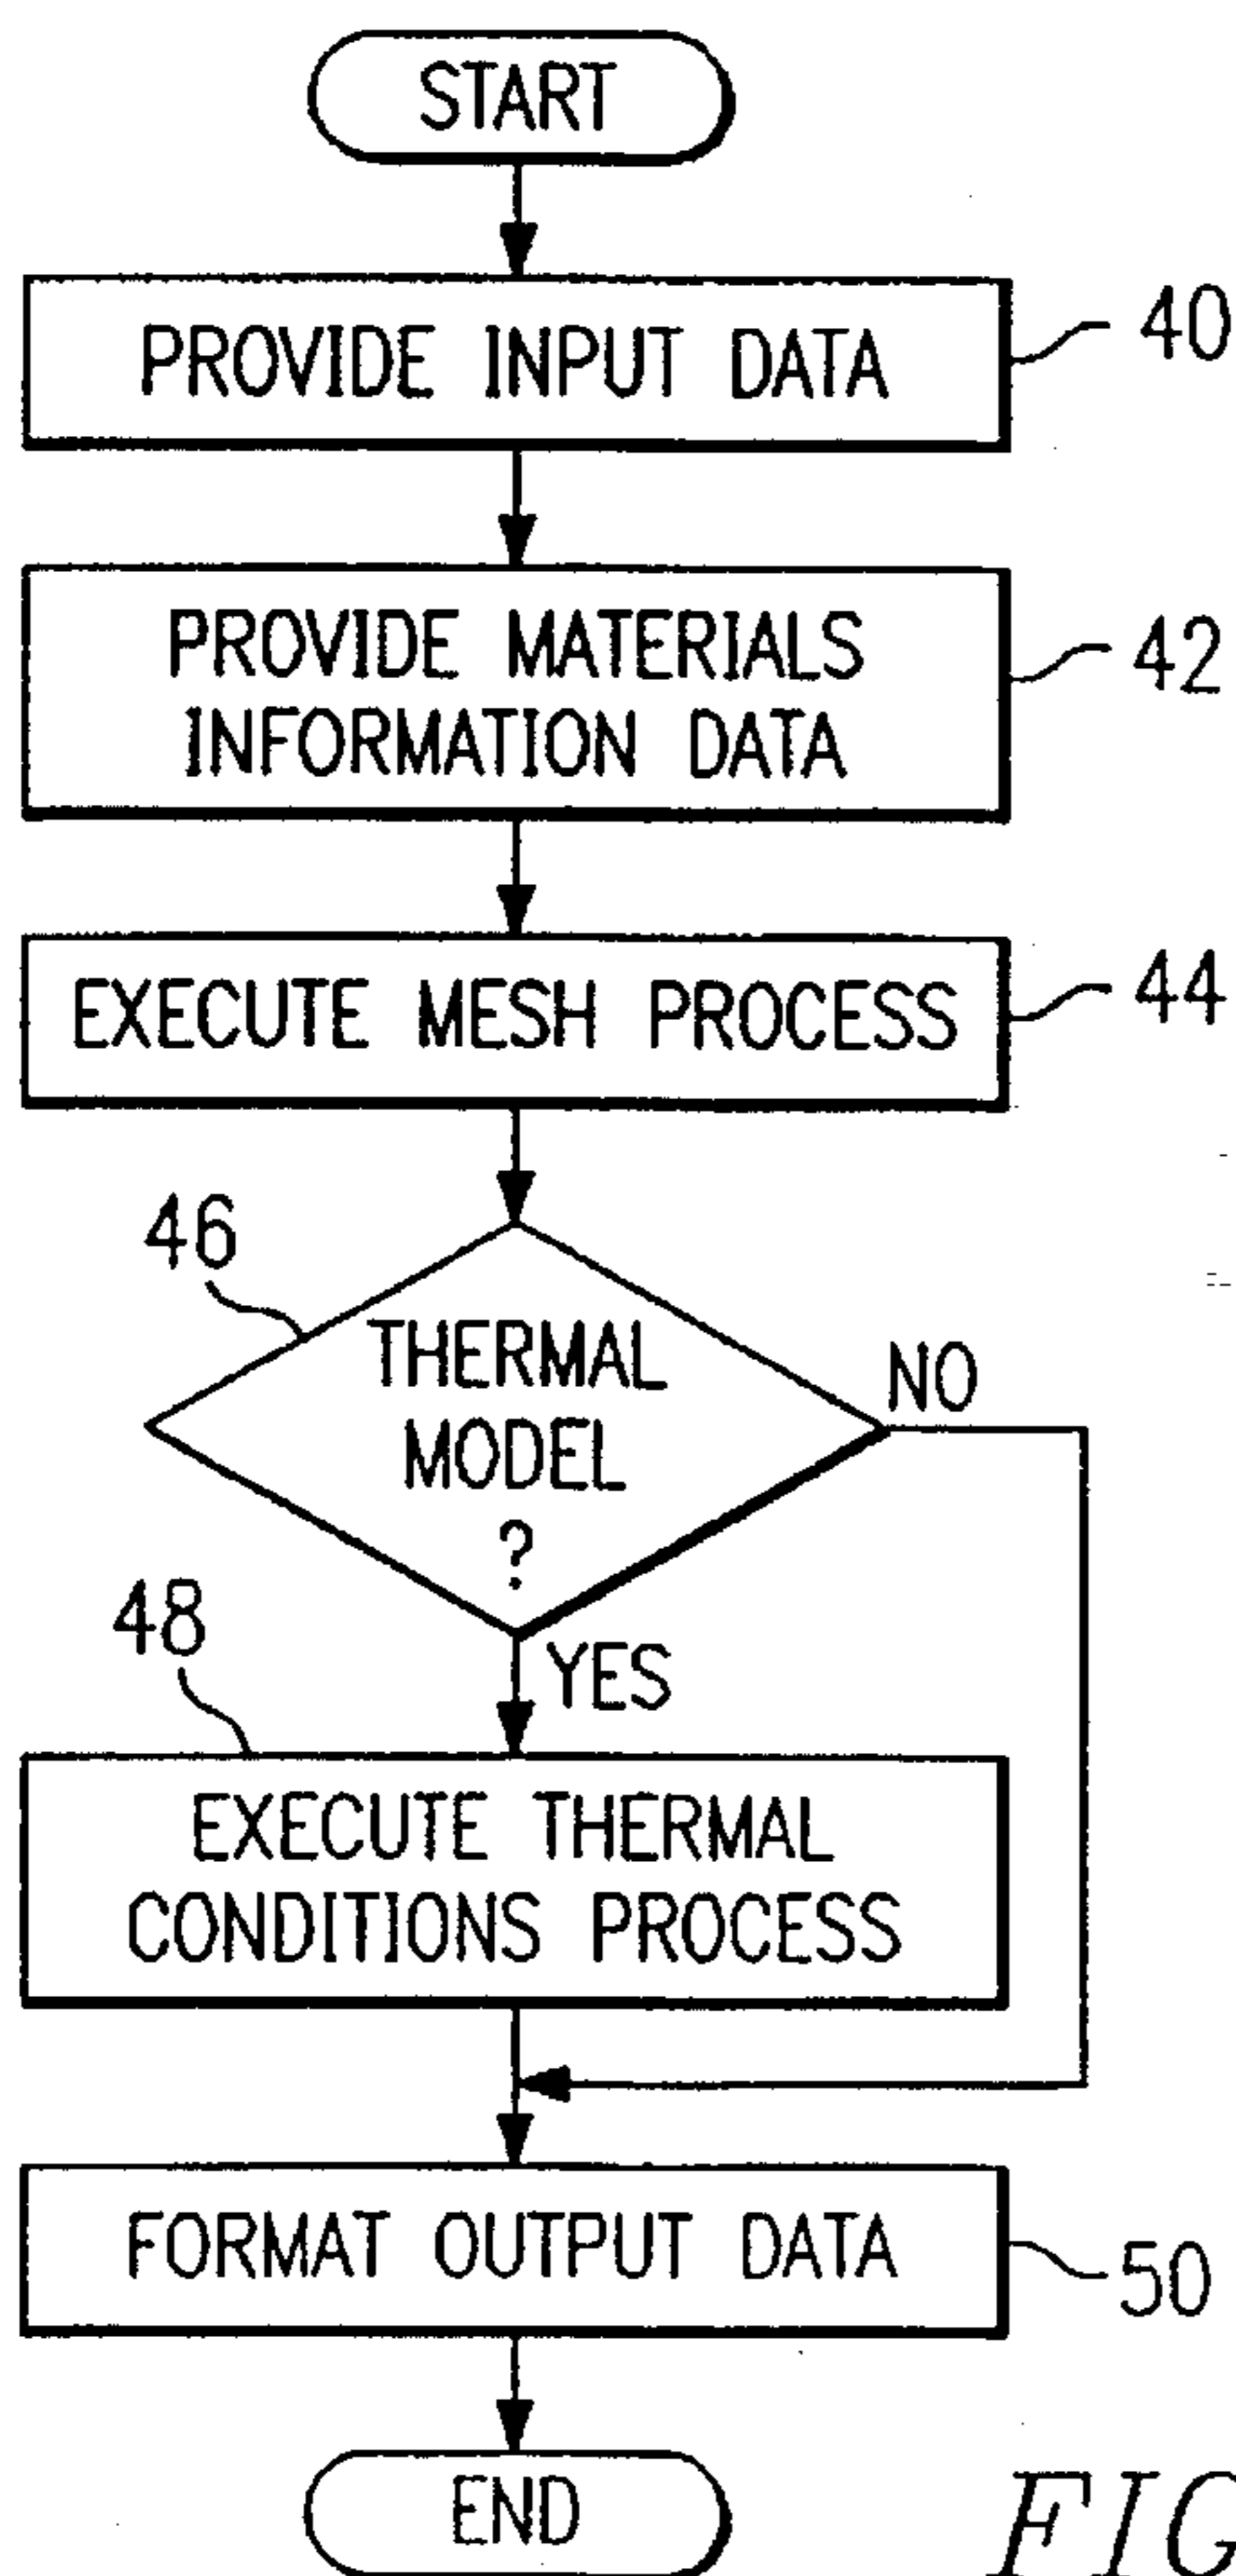 START
PROVIDE INPUT DATA
40
PROVIDE MATERIALS
INFORMATION DATA
42
EXECUTE MESH PROCESS
44
46
THERMAL
MODEL
?
NO
YES
48
EXECUTE THERMAL
CONDITIONS PROCESS
FORMAT OUTPUT DATA
50
END
FIG